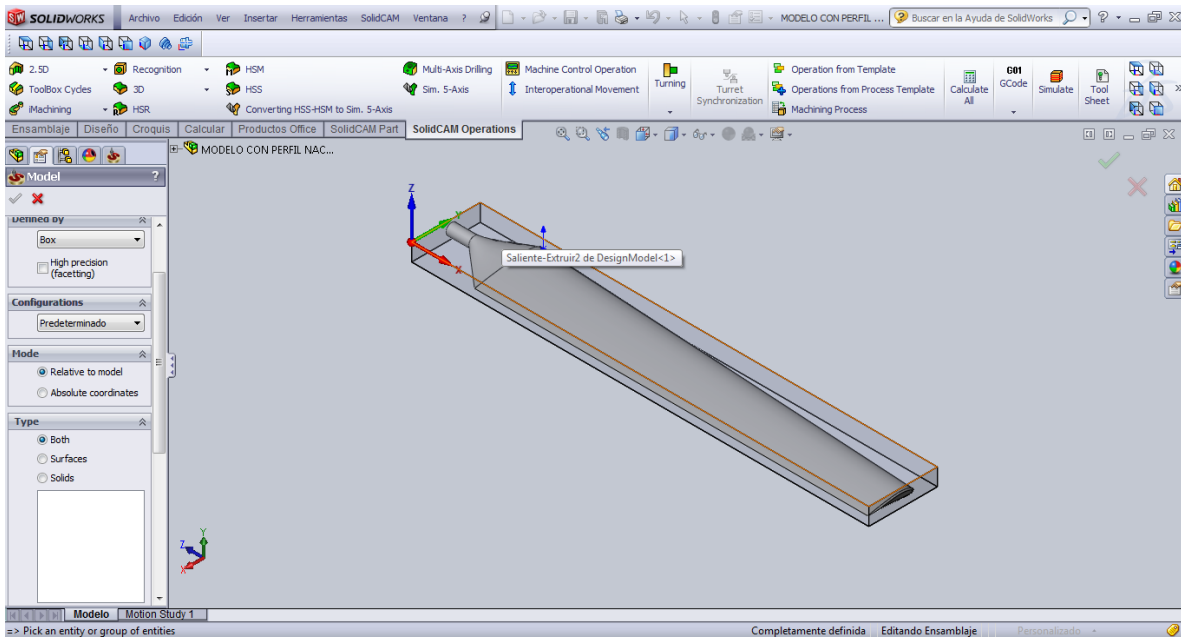 SOLIDWORKS Archivo Edición Ver Insertar Herramientas SolidCAM Ventana ? MODELO CON PERFIL ... Buscar en la Ayuda de SolidWorks
2.5D Recognition HSM Multi-Axis Drilling Machine Control Operation Operation from Template
ToolBox Cycles 3D HSS Sim. 5-Axis Interoperational Movement Turning Turret Synchronization Operations from Process Template Calculate All G01 GCode Simulate Tool Sheet
iMachining HSR Converting HSS-HSM to Sim. 5-Axis Machining Process
Ensamblaje Diseño Croquis Calcular Productos Office SolidCAM Part SolidCAM Operations
MODELO CON PERFIL NAC...
Model ?
Defined by
Box
High precision
(facetting)
Configurations
Predeterminado
Mode
Relative to model
Absolute coordinates
Type
Both
Surfaces
Solids
Z
Y
X
Saliente-Extruir2 de DesignModel<1>
Y
Z
X
Modelo Motion Study 1
=> Pick an entity or group of entities Completamente definida Editando Ensamblaje Personalizado